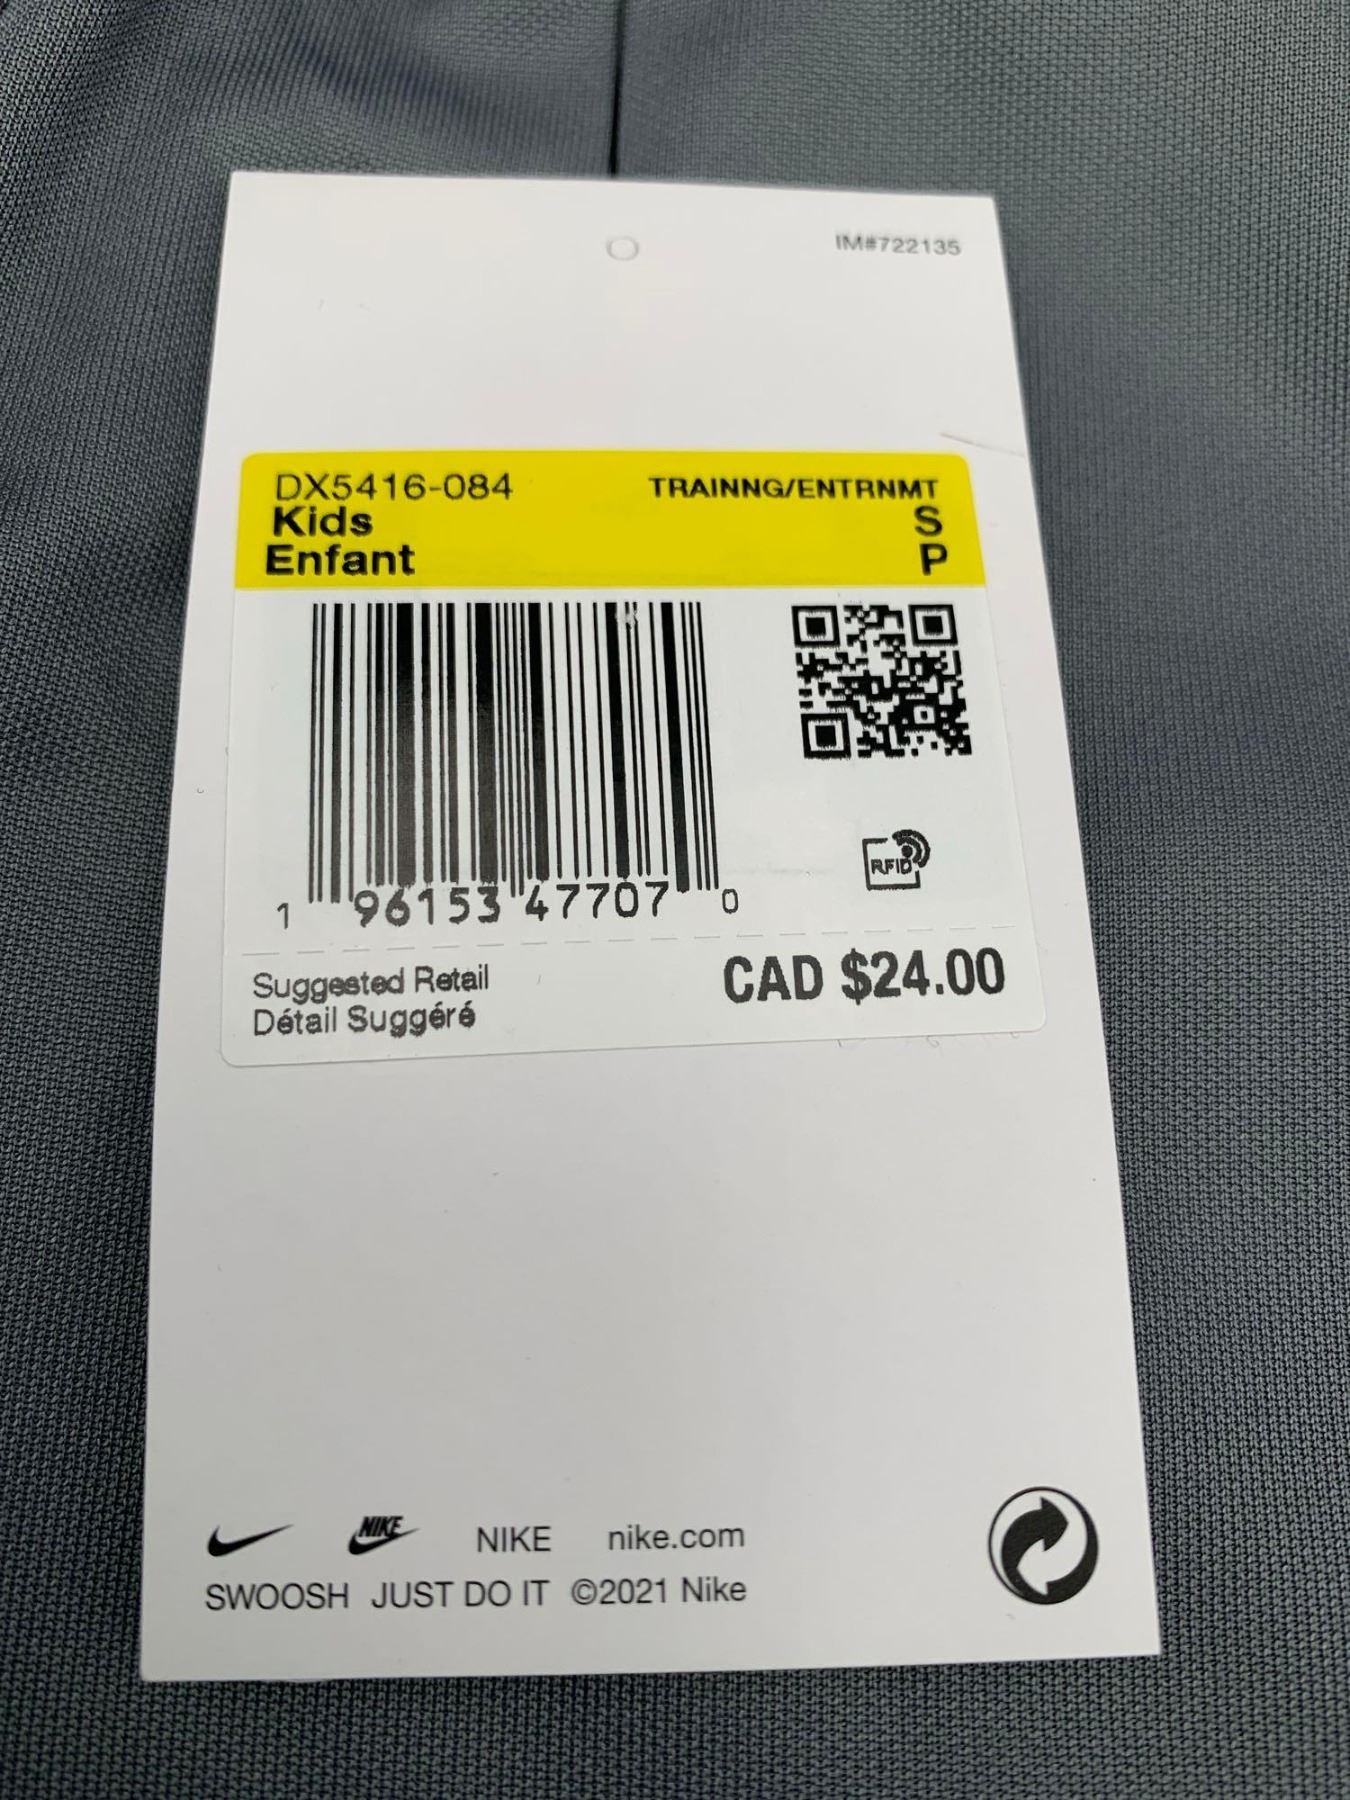 IM#722135
DX5416-084 TRAINNG/ENTRNMT
Kids S
Enfant P
RFID
1 96153 47707 0
Suggested Retail CAD $24.00
Détail Suggéré
NIKE NIKE nike.com
SWOOSH JUST DO IT ©2021 Nike